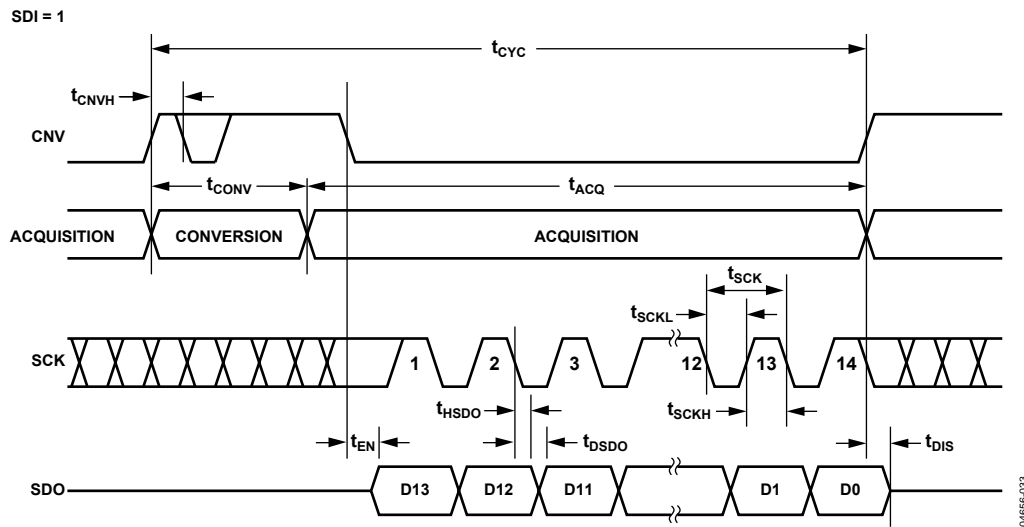 SDI = 1
tCYC
tCNVH
CNV
tCONV tACQ
ACQUISITION CONVERSION ACQUISITION
tSCK
tSCKL
SCK 1 2 3 12 13 14
tHSDO tSCKH
tEN tDSDO tDIS
SDO D13 D12 D11 D1 D0
04656-033